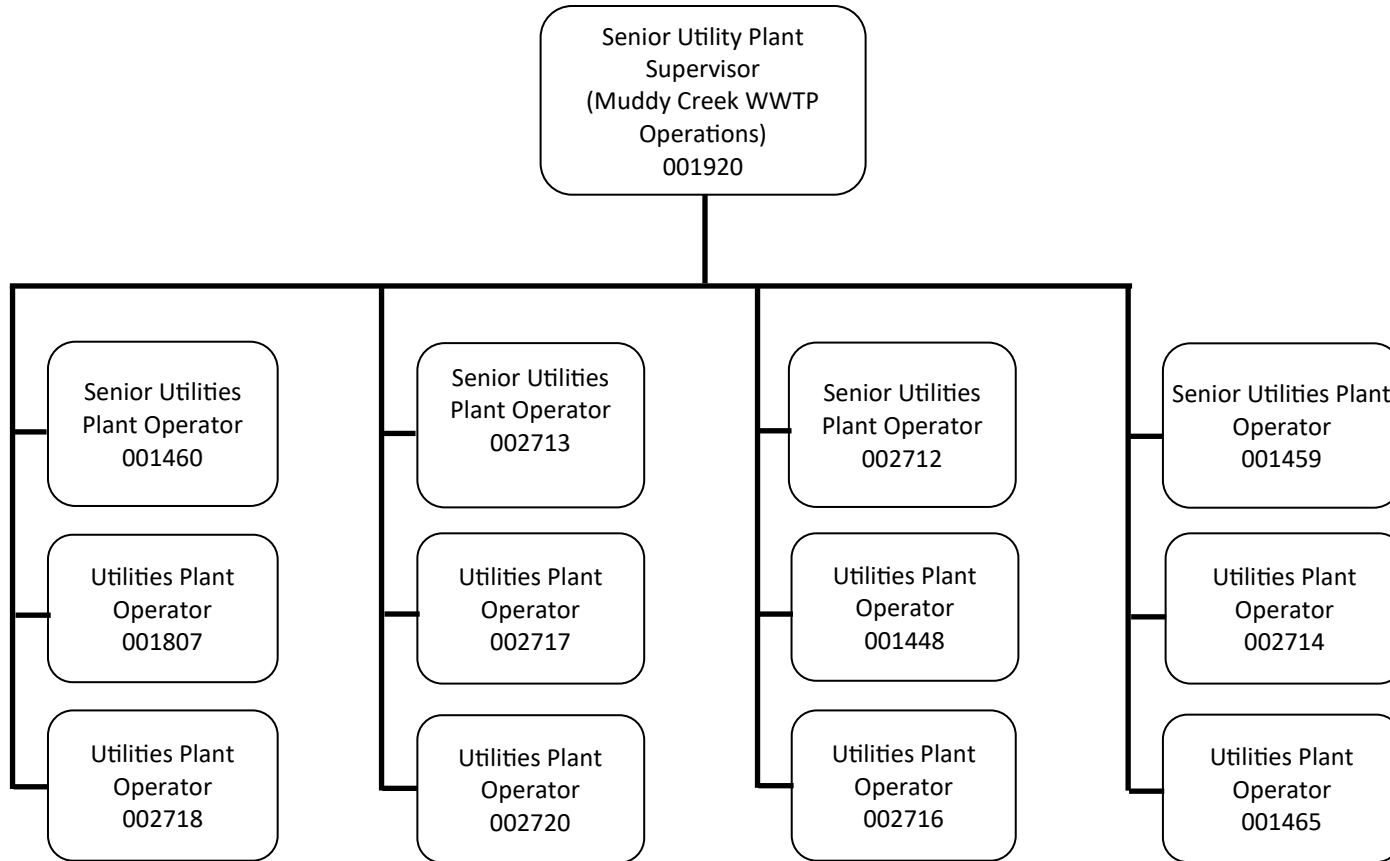 Senior Utility Plant
Supervisor
(Muddy Creek WWTP
Operations)
001920
Senior Utilities
Plant Operator
001460
Senior Utilities
Plant Operator
002713
Senior Utilities
Plant Operator
002712
Senior Utilities Plant
Operator
001459
Utilities Plant
Operator
001807
Utilities Plant
Operator
002717
Utilities Plant
Operator
001448
Utilities Plant
Operator
002714
Utilities Plant
Operator
002718
Utilities Plant
Operator
002720
Utilities Plant
Operator
002716
Utilities Plant
Operator
001465